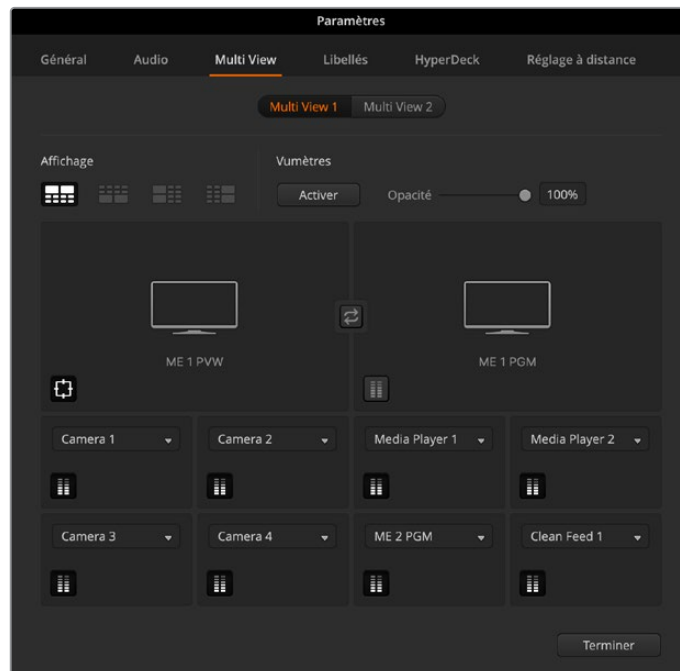 Paramètres
Général Audio Multi View Libellés HyperDeck Réglage à distance
Multi View 1 Multi View 2
Affichage Vumètres
Activer Opacité 100%
ME 1 PVW ME 1 PGM
Camera 1 Camera 2 Media Player 1 Media Player 2
Camera 3 Camera 4 ME 2 PGM Clean Feed 1
Terminer